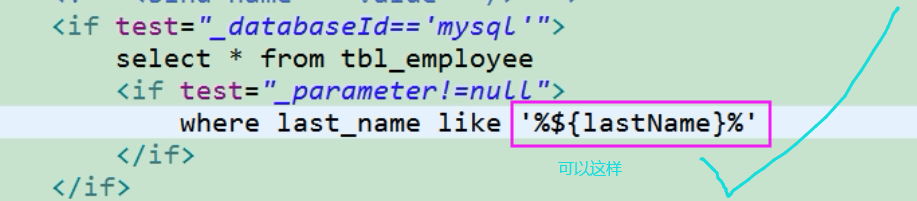 <if test="_databaseId=='mysql'">
select * from tbl_employee
<if test="_parameter!=null">
where last_name like '%${lastName}%'
</if>
可以这样
</if>